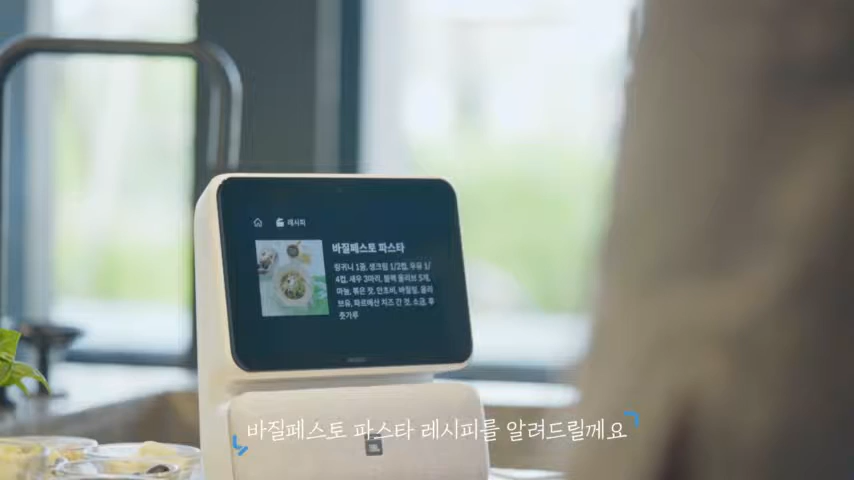 레시피
바질페스토 파스타
링귀니 1줌, 생크림 1/2컵, 우유 1/
4컵, 새우 3마리, 블랙 올리브 5개,
마늘, 볶은 잣, 안초비, 바질잎, 올리
브유, 파르메산 치즈 간 것, 소금, 후
춧가루
바질페스토 파스타 레시피를 알려드릴께요
JBL